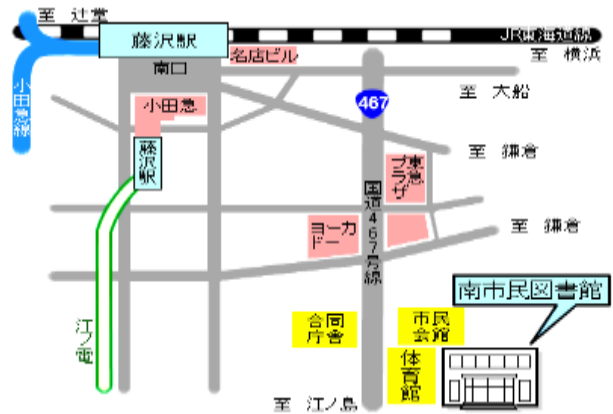 至 辻堂
藤沢駅
JR東海道線
南口
名店ビル
至 横浜
小田急線
小田急
467
至 大船
藤沢駅
至 鎌倉
東急
プラザ
国道467号線
ヨーカ
ドー
至 鎌倉
南市民図書館
江ノ電
合同
庁舎
市民
会館
体育館
至 江ノ島